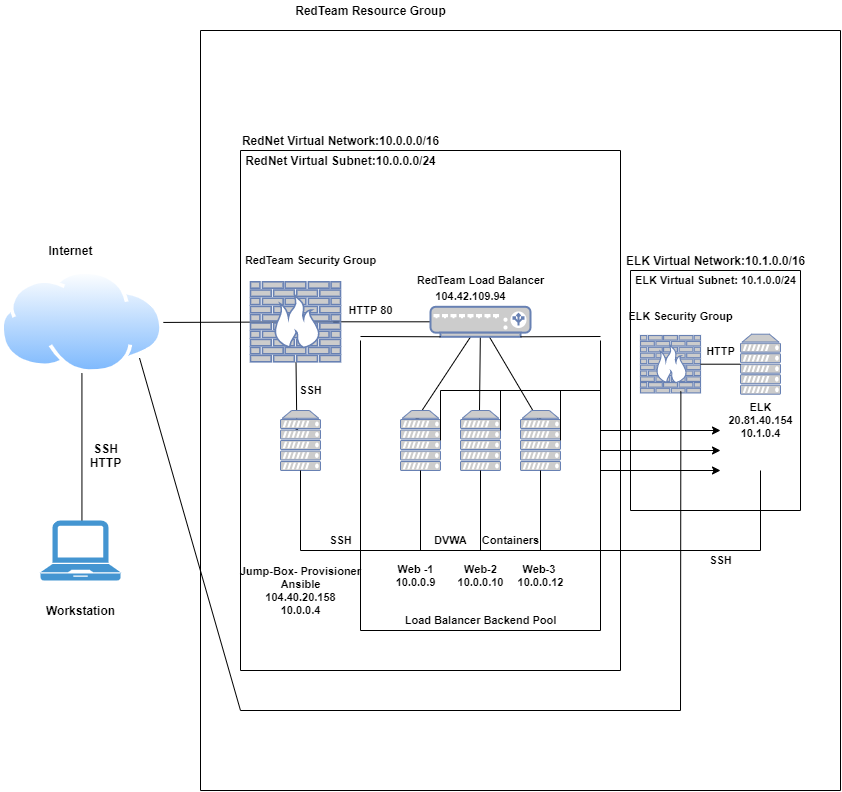 RedTeam Resource Group
RedNet Virtual Network:10.0.0.0/16
RedNet Virtual Subnet:10.0.0.0/24
Internet
RedTeam Security Group
ELK Virtual Network:10.1.0.0/16
RedTeam Load Balancer
104.42.109.94
ELK Virtual Subnet: 10.1.0.0/24
HTTP 80
ELK Security Group
HTTP
SSH
ELK
20.81.40.154
10.1.0.4
SSH
HTTP
SSH
DVWA
Containers
SSH
Jump-Box- Provisioner
Ansible
104.40.20.158
10.0.0.4
Web -1
10.0.0.9
Web-2
10.0.0.10
Web-3
10.0.0.12
Workstation
Load Balancer Backend Pool